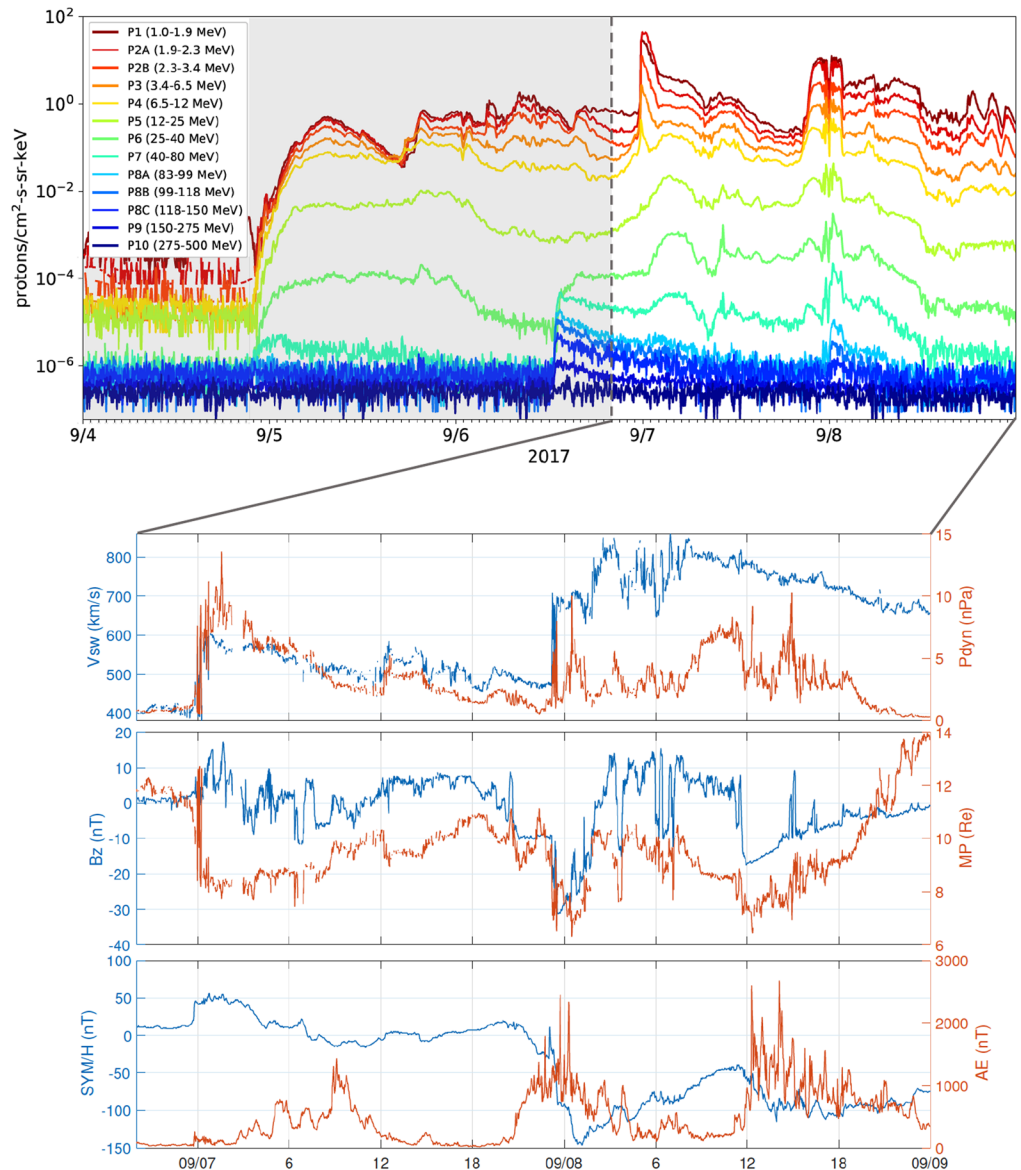 10²
10⁰
10⁻²
10⁻⁴
10⁻⁶
protons/cm²-s-sr-keV
P1 (1.0-1.9 MeV)
P2A (1.9-2.3 MeV)
P2B (2.3-3.4 MeV)
P3 (3.4-6.5 MeV)
P4 (6.5-12 MeV)
P5 (12-25 MeV)
P6 (25-40 MeV)
P7 (40-80 MeV)
P8A (83-99 MeV)
P8B (99-118 MeV)
P8C (118-150 MeV)
P9 (150-275 MeV)
P10 (275-500 MeV)
9/4 9/5 9/6 9/7 9/8
2017
Vsw (km/s)
800
700
600
500
400
15
10
5
0
Pdyn (nPa)
Bz (nT)
20
10
0
-10
-20
-30
-40
14
12
10
8
6
MP (Re)
SYM/H (nT)
100
50
0
-50
-100
-150
3000
2000
1000
0
AE (nT)
09/07 6 12 18 09/08 6 12 18 09/09